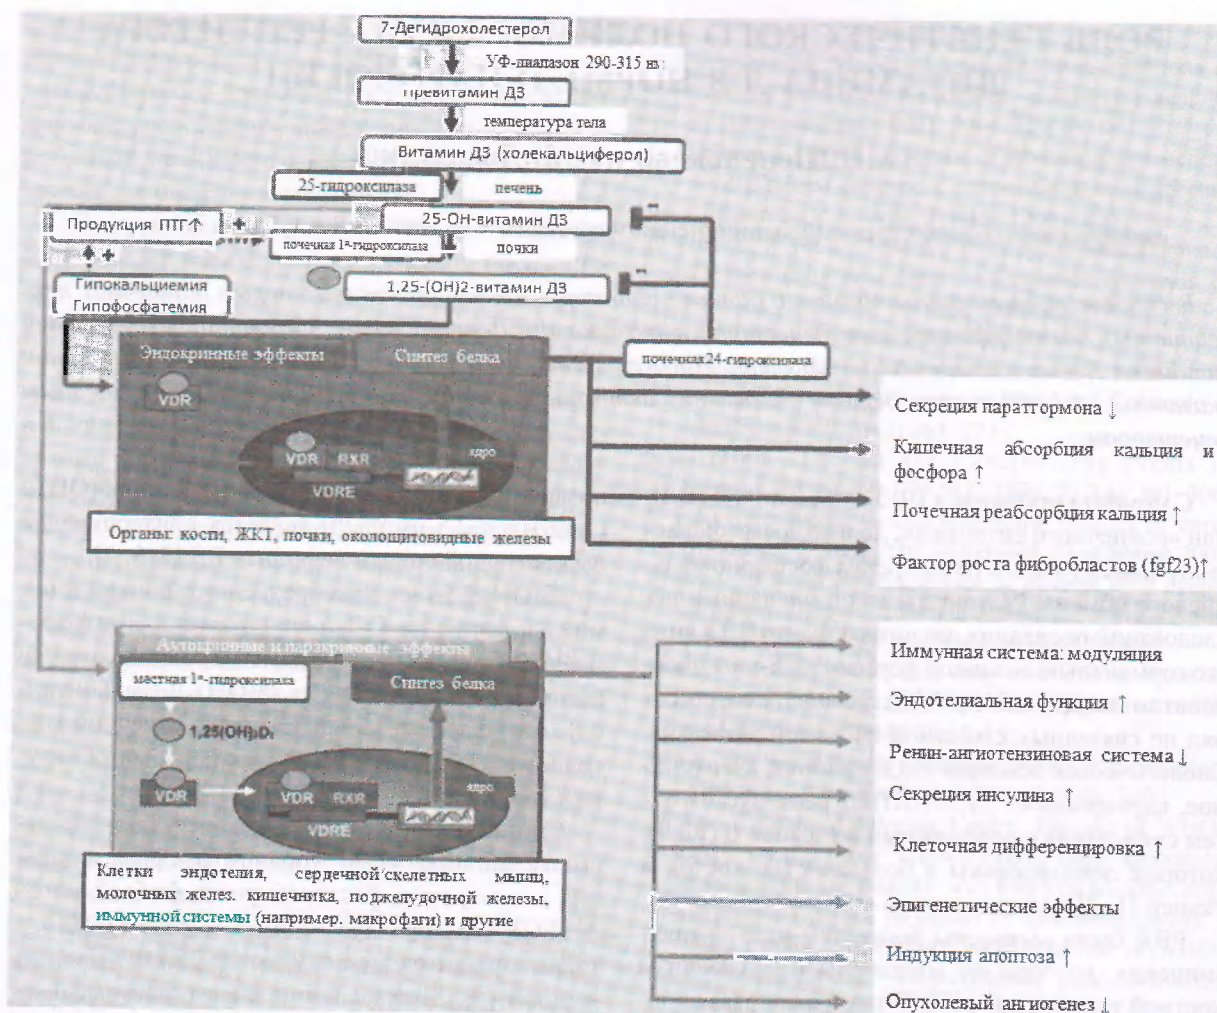 7-Дегидрохолестерол
УФ-диапазон 290-315 нм
Превитамин Д3
температура тела
Витамин Д3 (холекальциферол)
25-гидроксилаза
печень
Продукция ПТГ↑
+
25-ОН-витамин Д3
-
почечная 1ª-гидроксилаза
почки
+
Гипокальциемия
Гипофосфатемия
1,25-(ОН)2-витамин Д3
-
Эндокринные эффекты
Синтез белка
почечная 24-гидроксилаза
VDR
VDR RXR
ядро
VDRE
Органы: кости, ЖКТ, почки, околощитовидные железы
Секреция паратгормона ↓
Кишечная абсорбция кальция и
фосфора ↑
Почечная реабсорбция кальция ↑
Фактор роста фибробластов (fgf23)↑
Аутокринные и паракриновые эффекты
местная 1ª-гидроксилаза
Синтез белка
1,25(OH)₂D₃
VDR
VDR RXR
ядро
VDRE
Клетки эндотелия, сердечной скелетных мышц,
молочных желез. кишечника, поджелудочной железы,
иммунной системы (например. макрофаги) и другие
Иммунная система: модуляция
Эндотелиальная функция ↑
Ренин-ангиотензиновая система ↓
Секреция инсулина ↑
Клеточная дифференцировка ↑
Эпигенетические эффекты
Индукция апоптоза ↑
Опухолевый ангиогенез ↓